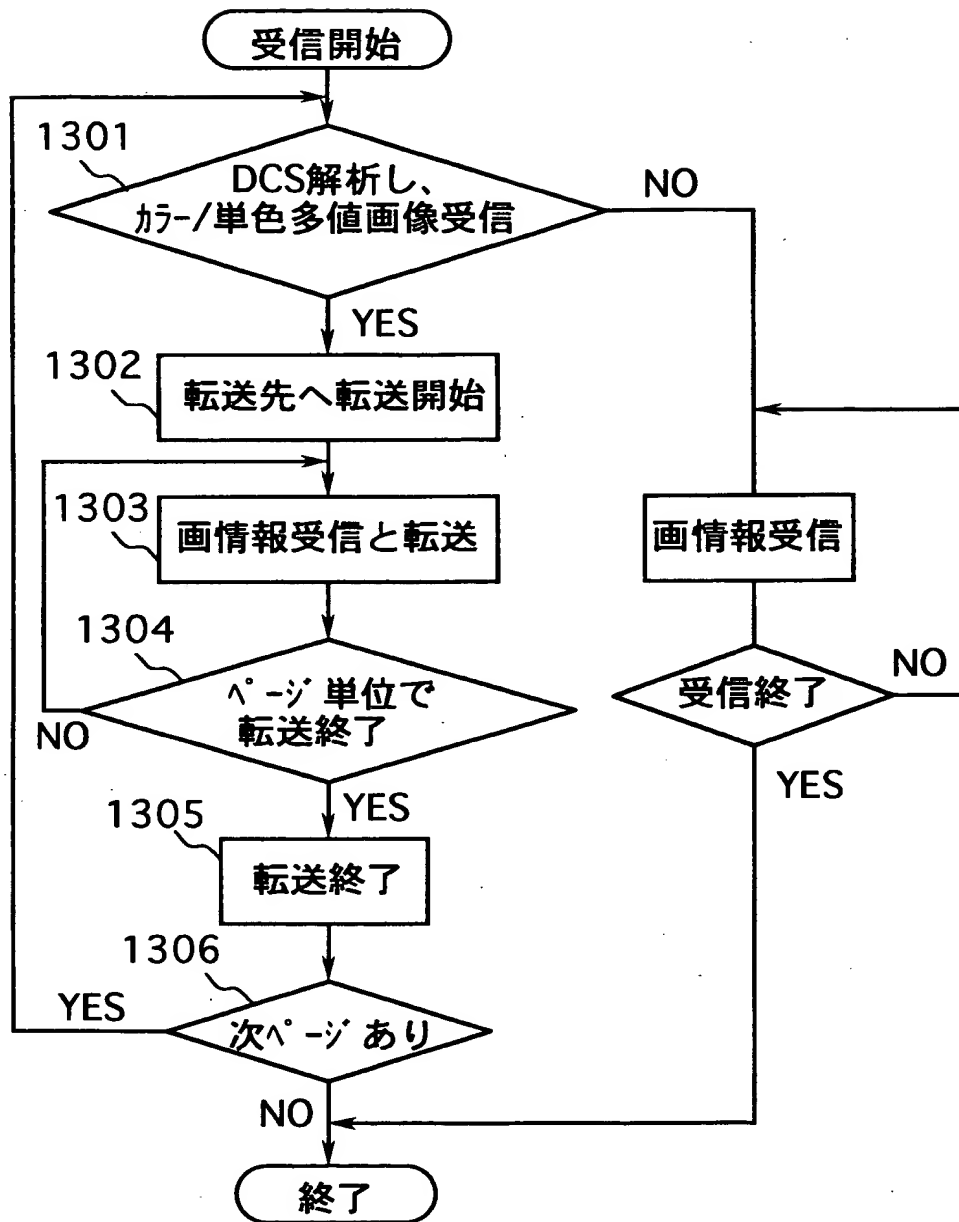 受信開始
1301
DCS解析し、
ｶﾗｰ/単色多値画像受信
NO
YES
1302
転送先へ転送開始
1303
画情報受信と転送
画情報受信
1304
ﾍﾟｰｼﾞ単位で
転送終了
NO
受信終了
NO
YES
YES
1305
転送終了
1306
次ﾍﾟｰｼﾞあり
YES
NO
終了